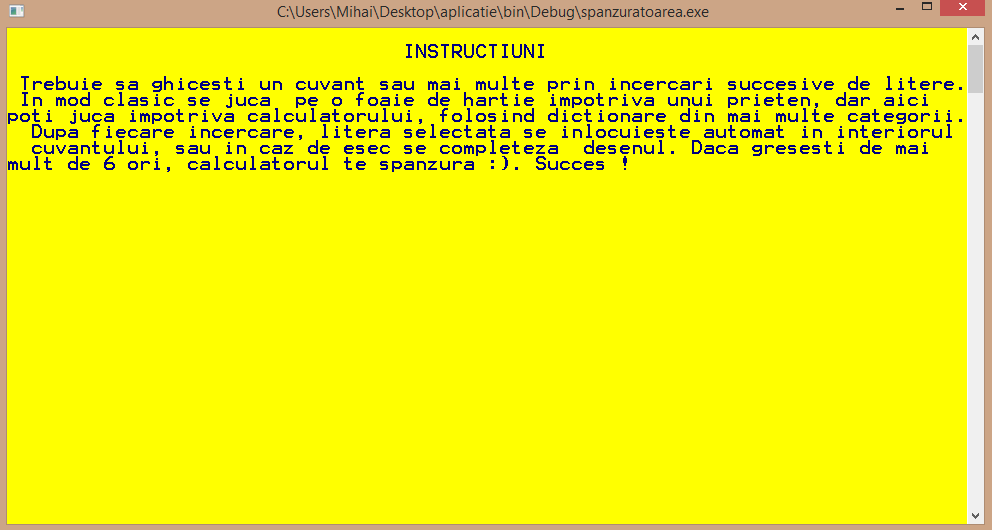 C:\Users\Mihai\Desktop\aplicatie\bin\Debug\spanzuratoarea.exe
INSTRUCTIUNI
Trebuie sa ghicesti un cuvant sau mai multe prin incercari succesive de litere.
In mod clasic se juca  pe o foaie de hartie impotriva unui prieten, dar aici
poti juca impotriva calculatorului, folosind dictionare din mai multe categorii.
Dupa fiecare incercare, litera selectata se inlocuieste automat in interiorul
cuvantului, sau in caz de esec se completeza  desenul. Daca gresesti de mai
mult de 6 ori, calculatorul te spanzura :). Succes !